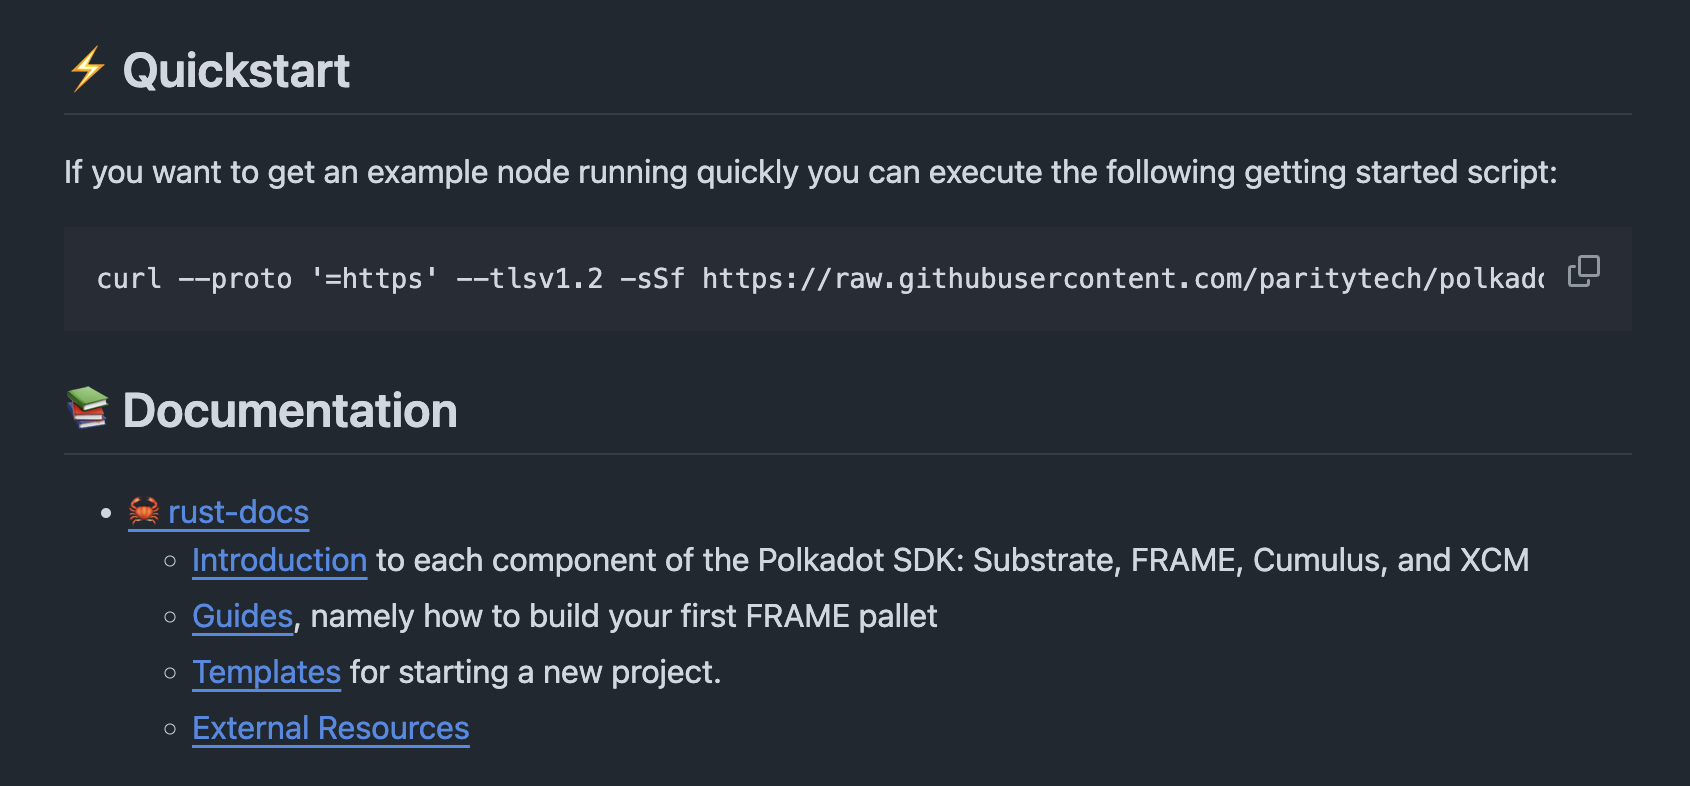 ⚡ Quickstart
If you want to get an example node running quickly you can execute the following getting started script:
curl --proto '=https' --tlsv1.2 -sSf https://raw.githubusercontent.com/paritytech/polkado
📚 Documentation
• 🦀 rust-docs
◦ Introduction to each component of the Polkadot SDK: Substrate, FRAME, Cumulus, and XCM
◦ Guides, namely how to build your first FRAME pallet
◦ Templates for starting a new project.
◦ External Resources